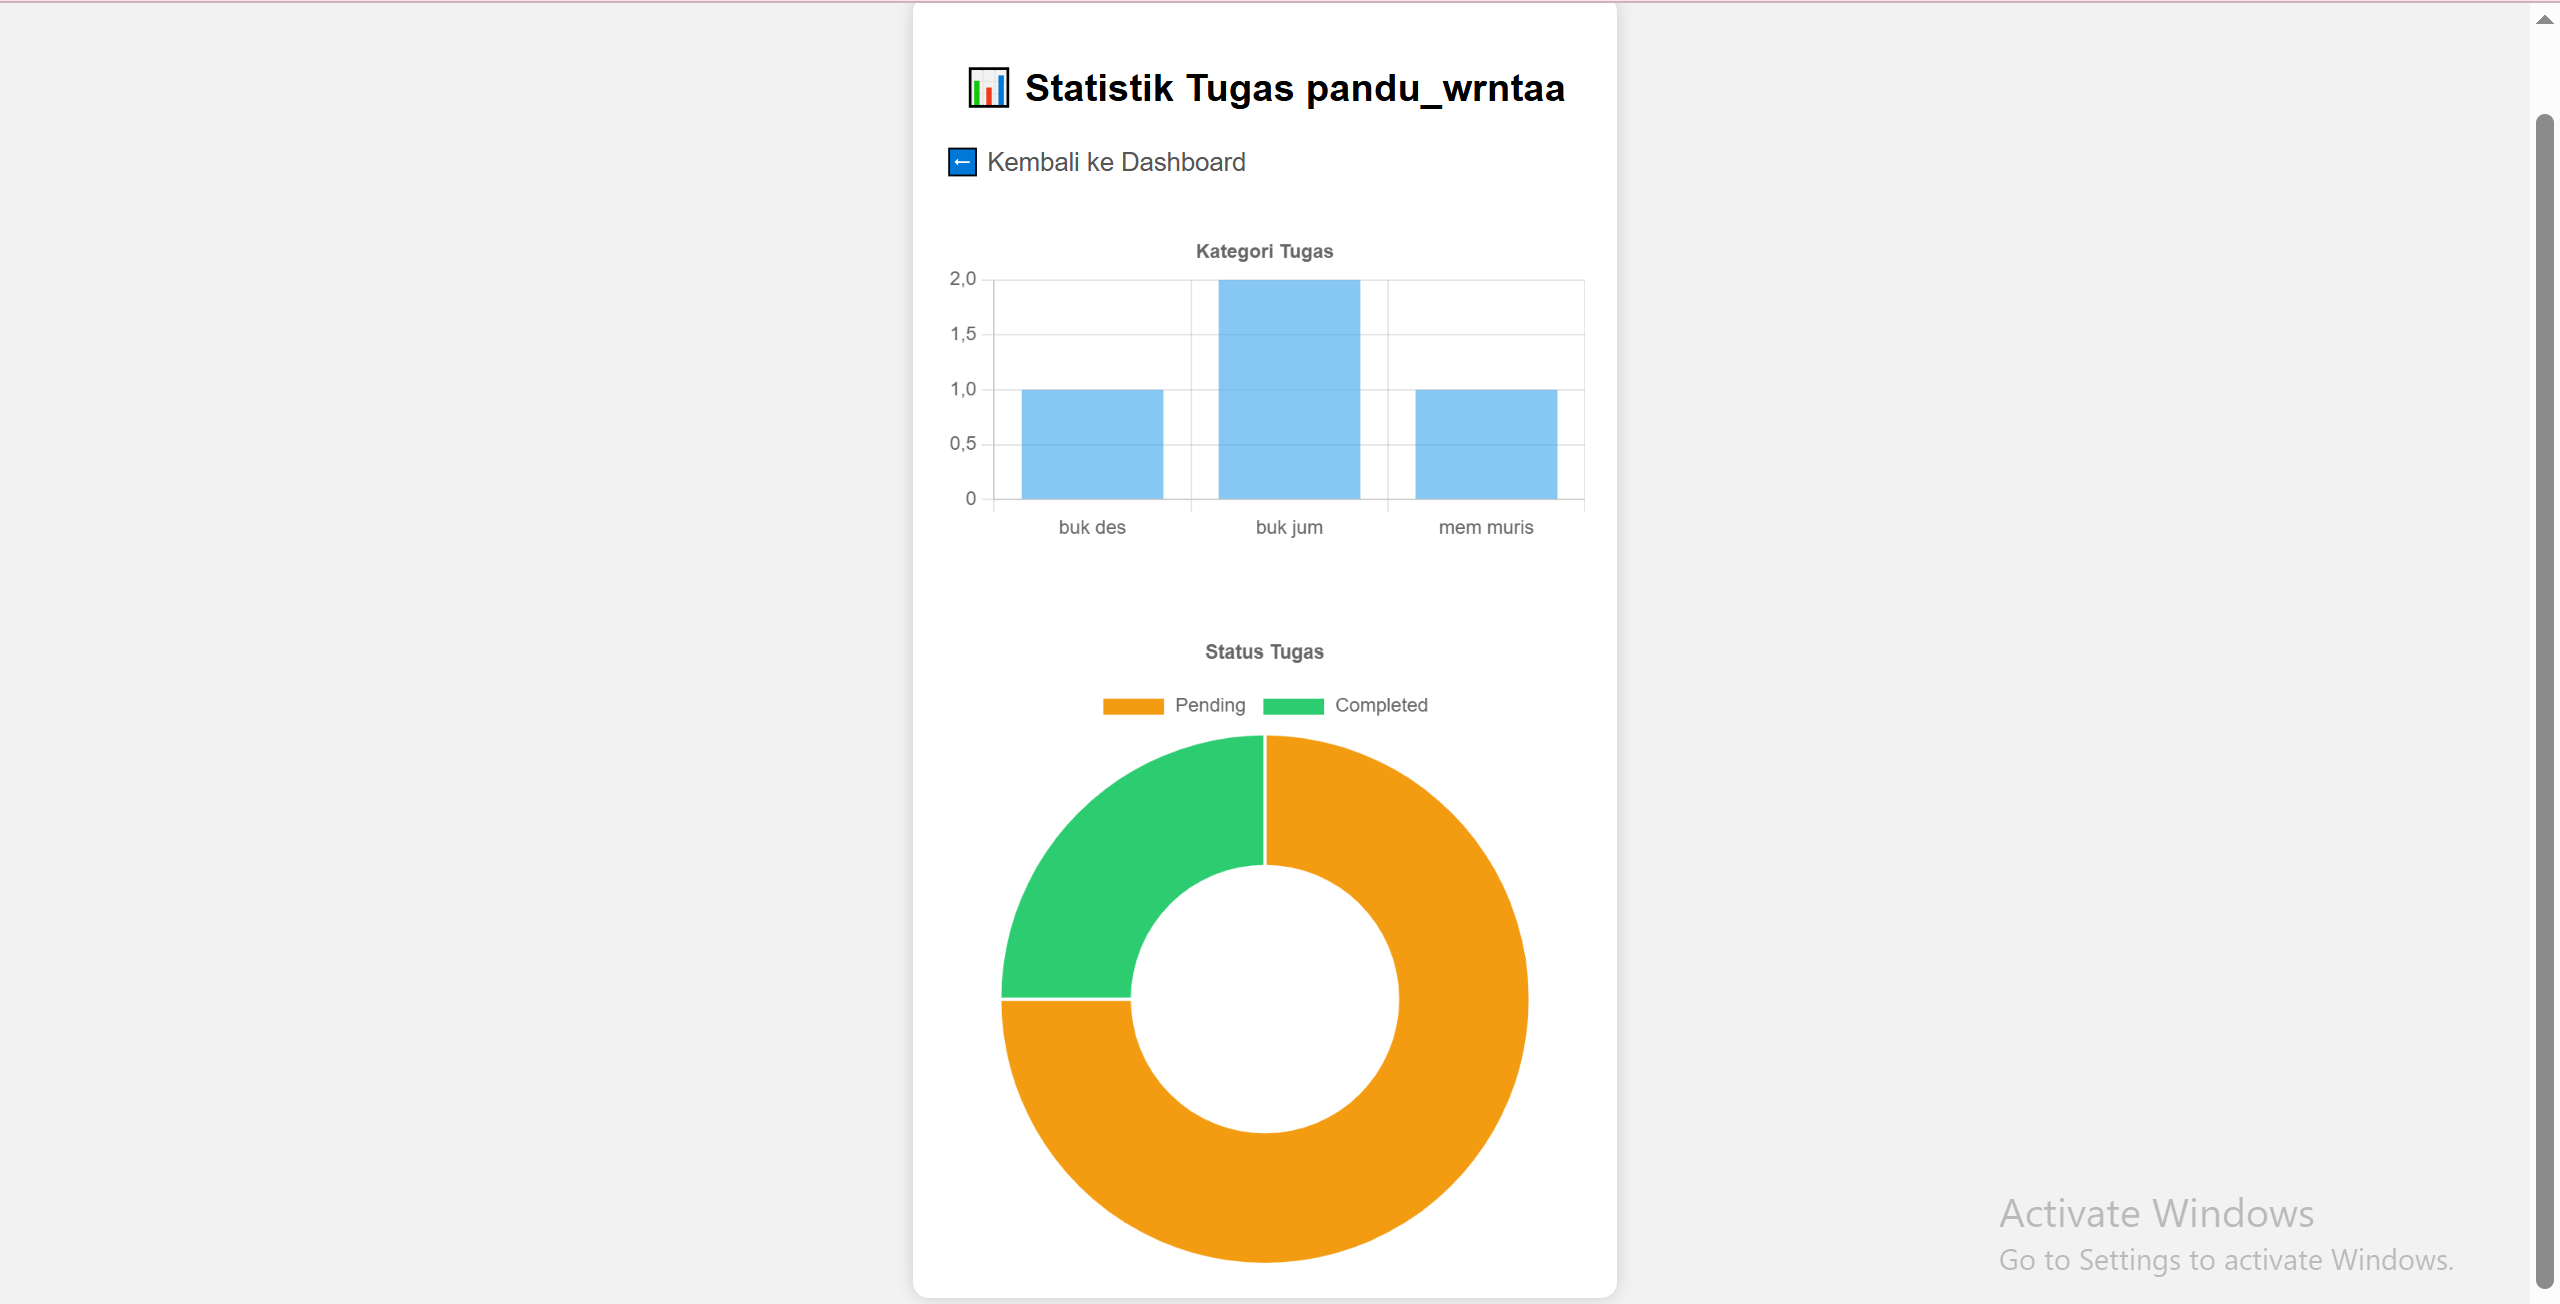 📊 Statistik Tugas pandu_wrntaa
⬅ Kembali ke Dashboard
Kategori Tugas
2,0
1,5
1,0
0,5
0
buk des buk jum mem muris
Status Tugas
Pending Completed
Activate Windows
Go to Settings to activate Windows.